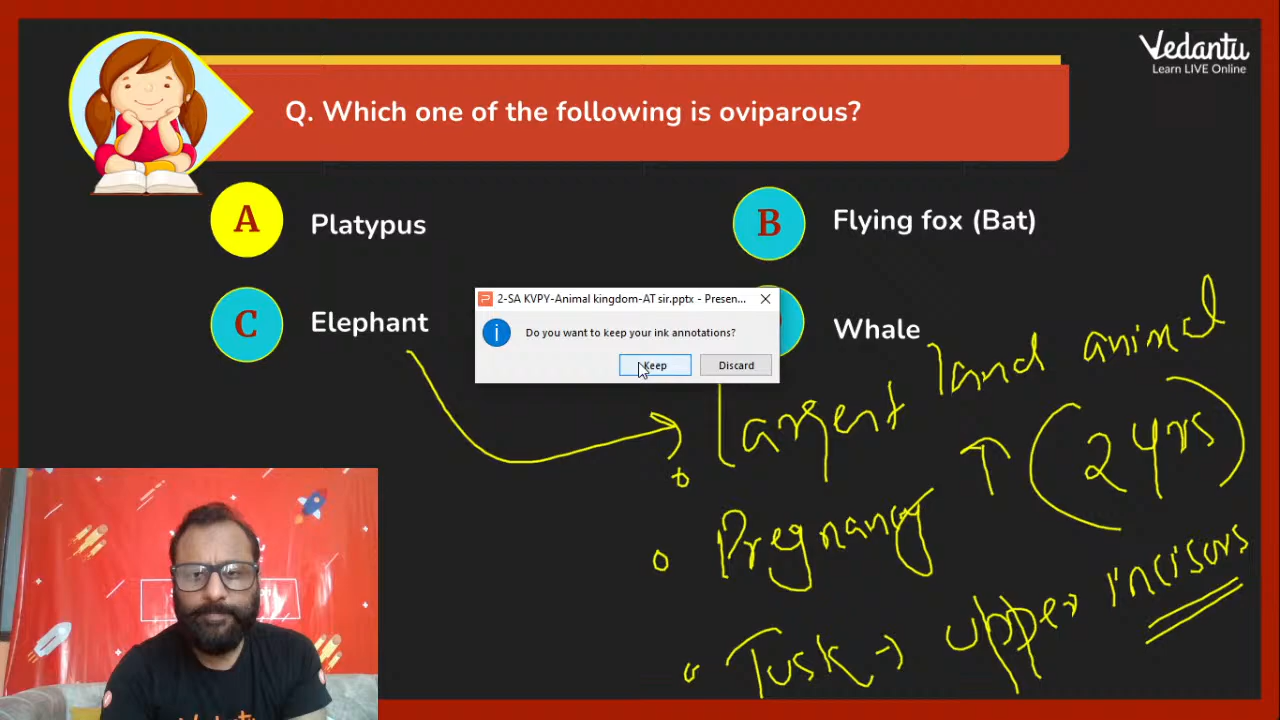 Vedantu
Learn LIVE Online
Q. Which one of the following is oviparous?
A Platypus
B Flying fox (Bat)
C Elephant
Whale
2-SA KVPY-Animal kingdom-AT sir.pptx - Presen...
Do you want to keep your ink annotations?
Keep
Discard
Largest land animal
Pregnancy ↑ (2 yrs)
Tusk → upper incisors
Vedantu